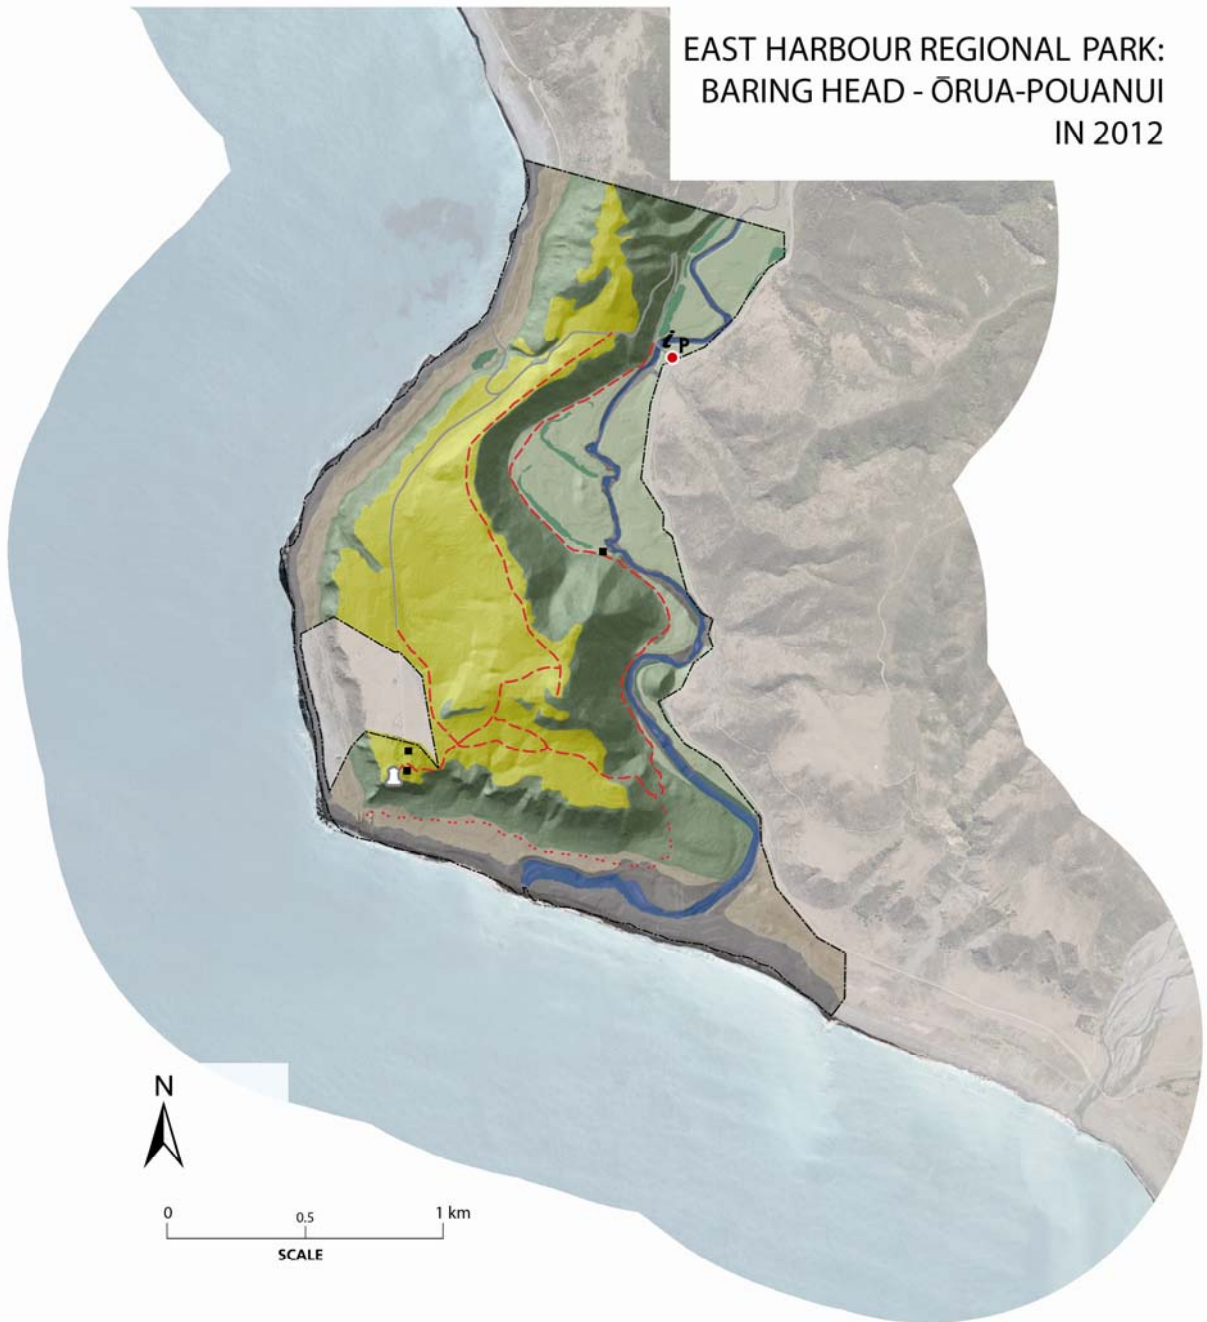 EAST HARBOUR REGIONAL PARK:
BARING HEAD - ŌRUA-POUANUI
IN 2012
i P
N
0 0.5 1 km
SCALE